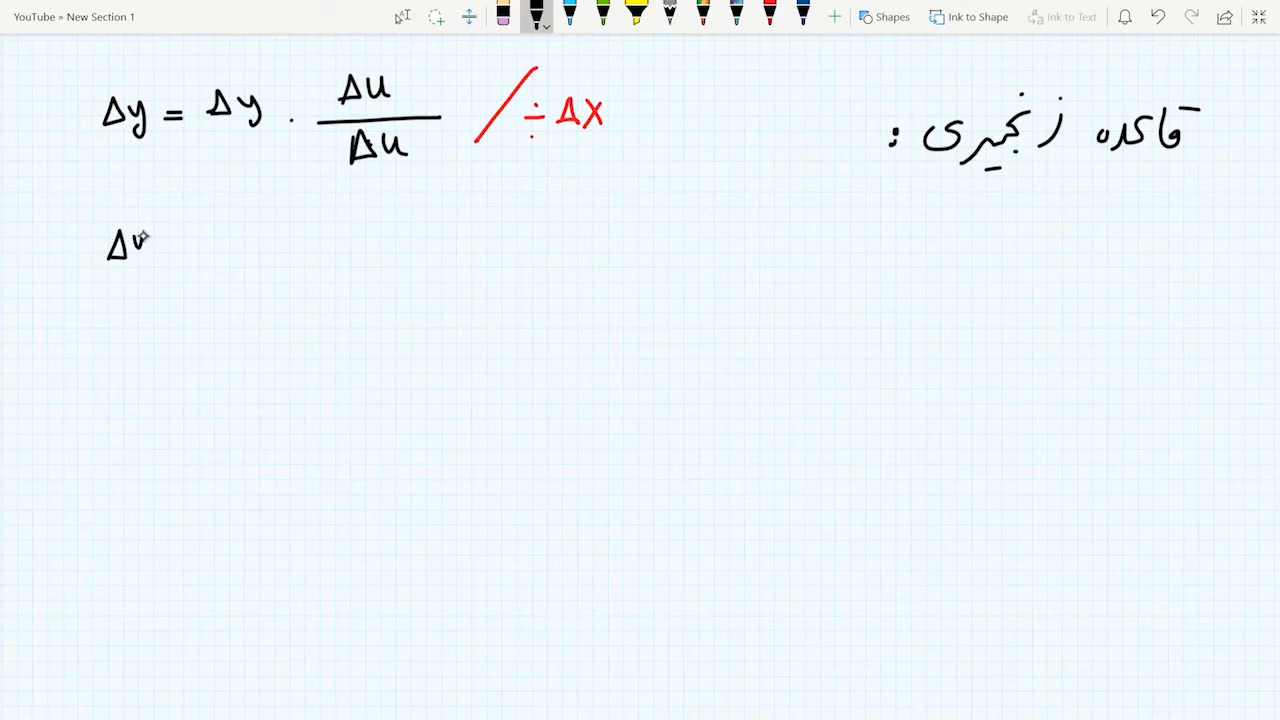 Youtube » New Section 1
Shapes
Ink to Shape
Ink to Text
قاعده زنجیری :
Δy = Δy . Δu / Δu / ÷ Δx
Δ